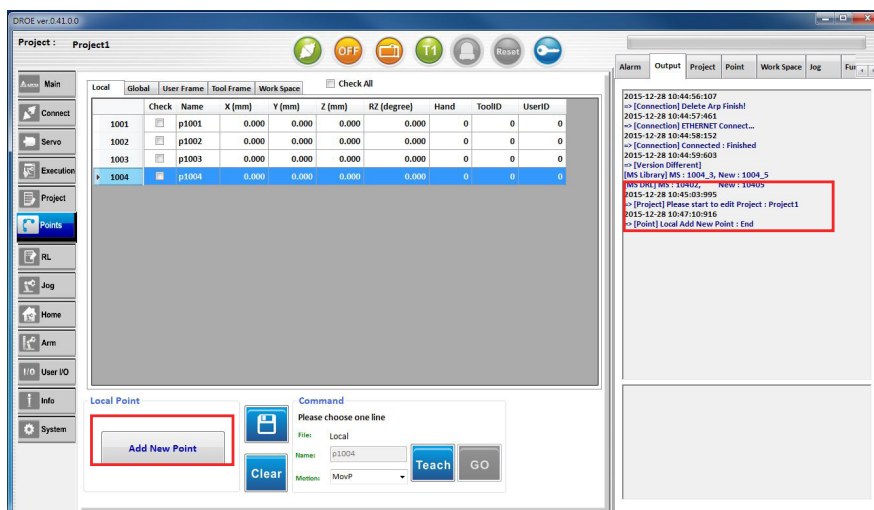 DROE ver.0.41.0.0
Project : Project1
OFF
T1
Reset
Main
Connect
Servo
Execution
Project
Points
RL
Jog
Home
Arm
I/O User I/O
Info
System
Local Global User Frame Tool Frame Work Space Check All
Check Name X (mm) Y (mm) Z (mm) RZ (degree) Hand ToolID UserID
1001 p1001 0.000 0.000 0.000 0.000 0 0 0
1002 p1002 0.000 0.000 0.000 0.000 0 0 0
1003 p1003 0.000 0.000 0.000 0.000 0 0 0
1004 p1004 0.000 0.000 0.000 0.000 0 0 0
Local Point
Add New Point
Clear
Command
Please choose one line
File: Local
Name: p1004
Motion: MovP
Teach
GO
Alarm Output Project Point Work Space Jog
2015-12-28 10:44:56:107
=> [Connection] Delete Arp Finish!
2015-12-28 10:44:57:461
=> [Connection] ETHERNET Connect...
2015-12-28 10:44:58:152
=> [Connection] Connected : Finished
2015-12-28 10:44:59:603
=> [Version Different]
[MS Library] MS : 1004_3, New : 1004_5
[MS DRL] MS : 10402, New : 10405
2015-12-28 10:45:03:995
=> [Project] Please start to edit Project : Project1
2015-12-28 10:47:10:916
=> [Point] Local Add New Point : End